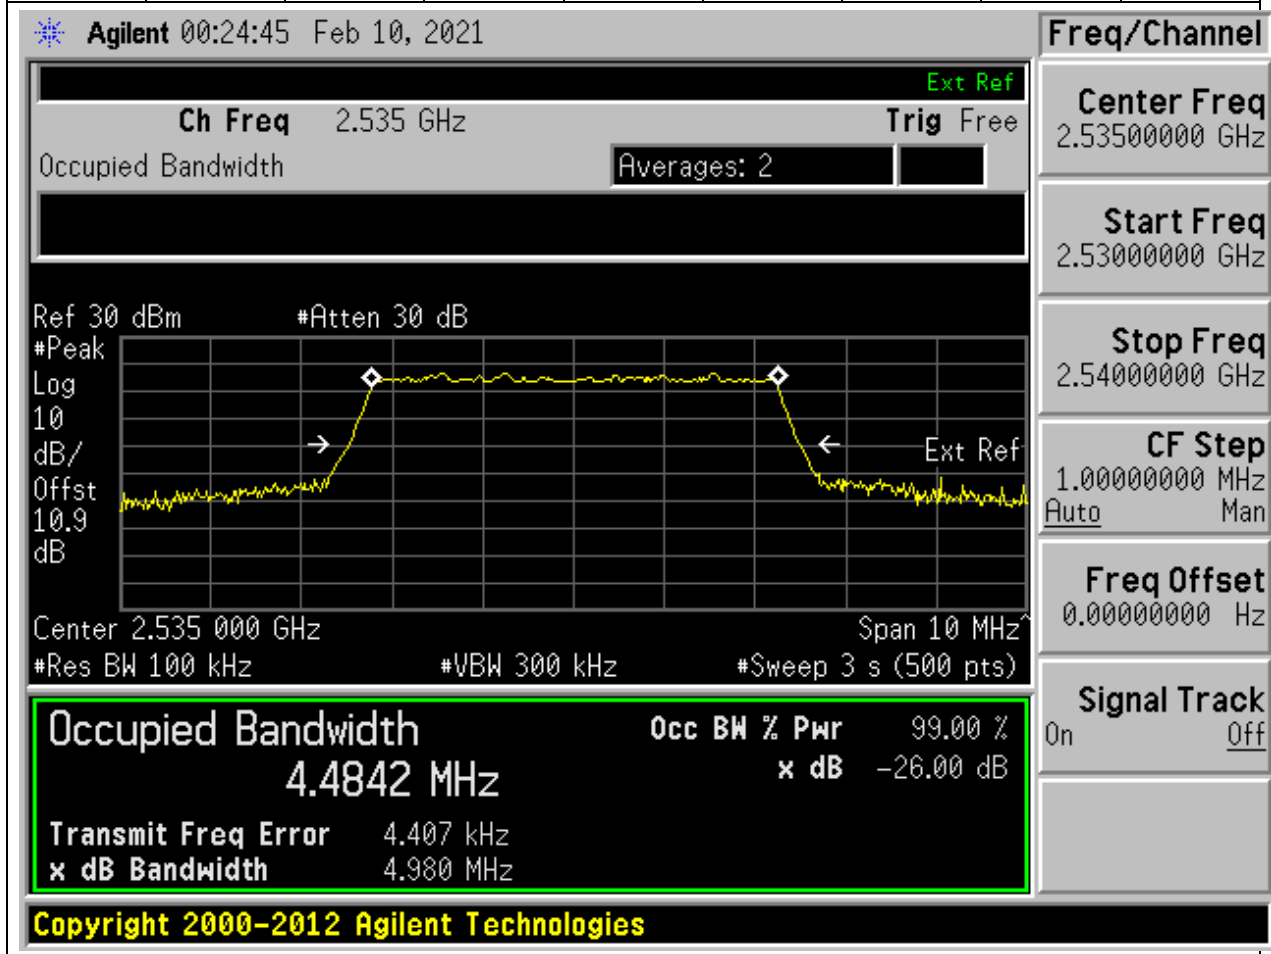 Agilent 00:24:45 Feb 10, 2021
Freq/Channel
Ext Ref
Ch Freq 2.535 GHz Trig Free
Occupied Bandwidth Averages: 2
Ref 30 dBm #Atten 30 dB
#Peak
Log
10
dB/
Offst
10.9
dB
Ext Ref
Center 2.535 000 GHz Span 10 MHz^
#Res BW 100 kHz #VBW 300 kHz #Sweep 3 s (500 pts)
Occupied Bandwidth Occ BW % Pwr 99.00 %
4.4842 MHz x dB -26.00 dB
Transmit Freq Error 4.407 kHz
x dB Bandwidth 4.980 MHz
Copyright 2000-2012 Agilent Technologies
Center Freq
2.53500000 GHz
Start Freq
2.53000000 GHz
Stop Freq
2.54000000 GHz
CF Step
1.00000000 MHz
Auto Man
Freq Offset
0.00000000 Hz
Signal Track
On Off